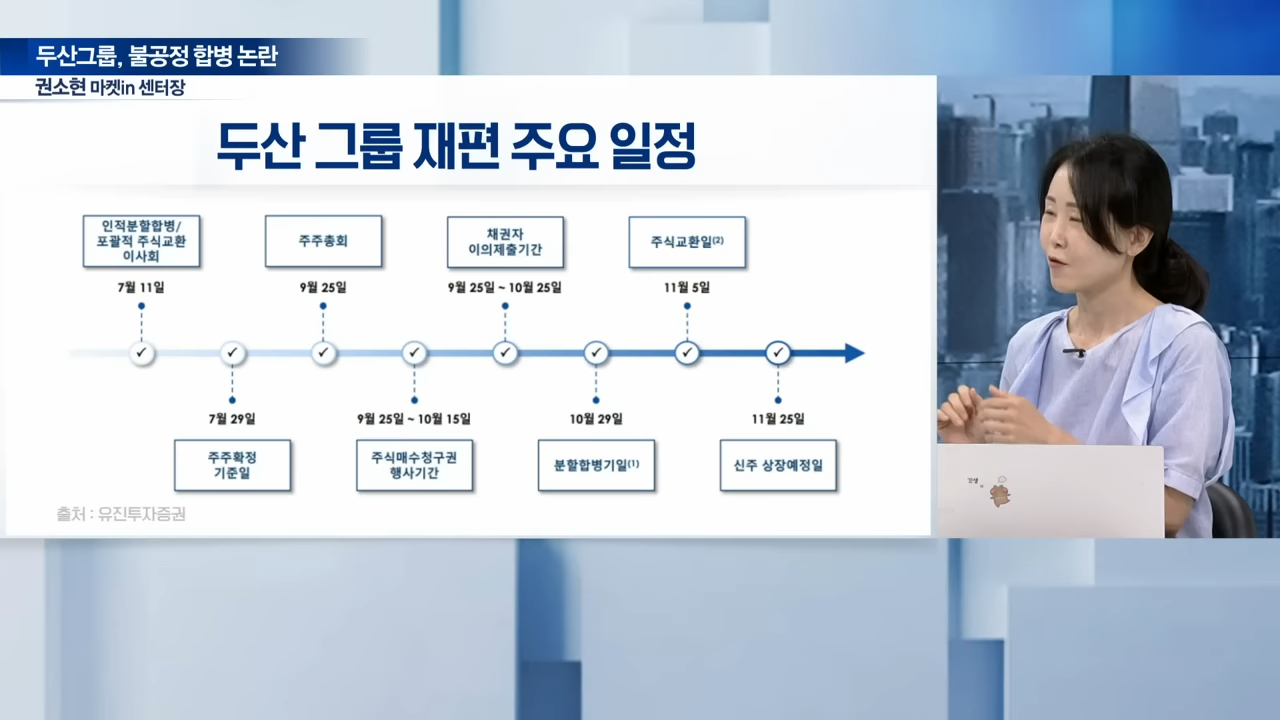 두산그룹, 불공정 합병 논란
권소현 마켓in 센터장
두산 그룹 재편 주요 일정
인적분할합병/
포괄적 주식교환
이사회
7월 11일
주주총회
9월 25일
채권자
이의제출기간
9월 25일 ~ 10월 25일
주식교환일(2)
11월 5일
7월 29일
주주확정
기준일
9월 25일 ~ 10월 15일
주식매수청구권
행사기간
10월 29일
분할합병기일(1)
11월 25일
신주 상장예정일
출처 : 유진투자증권